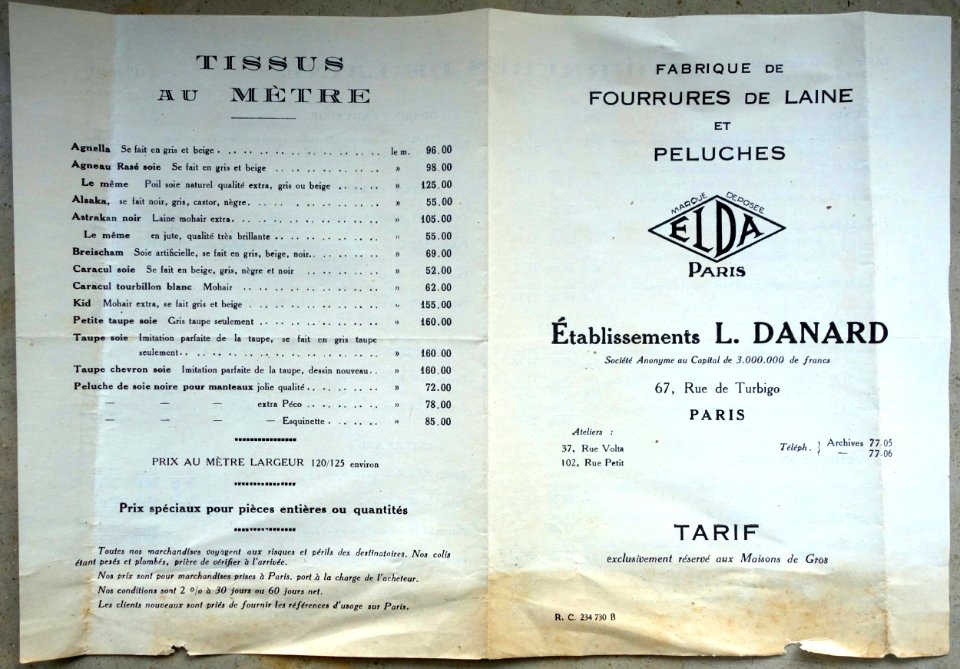 TISSUS
AU MÈTRE
Agnella Se fait en gris et beige . . . . . . . . . . . . . . . . . . le m. 96.00
Agneau Rasé soie Se fait en gris et beige . . . . . . . . . . . . » 98.00
Le même Poil soie naturel qualité extra, gris ou beige . . . . . » 125.00
Alsaka, se fait noir, gris, castor, nègre. . . . . . . . . . . . . . » 55.00
Astrakan noir Laine mohair extra. . . . . . . . . . . . . . . . » 105.00
Le même en jute, qualité très brillante . . . . . . . . . . . . » 55.00
Breischam Soie artificielle, se fait en gris, beige, noir. . . . . . . » 69.00
Caracul soie Se fait en beige, gris, nègre et noir . . . . . . . . » 52.00
Caracul tourbillon blanc Mohair . . . . . . . . . . . . . . . . » 62.00
Kid Mohair extra, se fait gris et beige . . . . . . . . . . . . . . » 155.00
Petite taupe soie Gris taupe seulement . . . . . . . . . . . . . » 160.00
Taupe soie Imitation parfaite de la taupe, se fait en gris taupe
seulement. . . . . . . . . . . . . . . . . . . . . . » 160 00
Taupe chevron soie Imitation parfaite de la taupe, dessin nouveau. . » 160.00
Peluche de soie noire pour manteaux jolie qualité. . . . . . . . » 72.00
— — — extra Péco . . . . . . . . » 78.00
— — — — Esquinette . . . . . . » 85.00
PRIX AU MÈTRE LARGEUR 120/125 environ
Prix spéciaux pour pièces entières ou quantités
Toutes nos marchandises voyagent aux risques et périls des destinataires. Nos colis
étant pesés et plombés, prière de vérifier à l'arrivée.
Nos prix sont pour marchandises prises à Paris, port à la charge de l'acheteur.
Nos conditions sont 2 % à 30 jours ou 60 jours net.
Les clients nouveaux sont priés de fournir les références d'usage sur Paris.
FABRIQUE DE
FOURRURES DE LAINE
ET
PELUCHES
MARQUE DEPOSÉE
ELDA
PARIS
Établissements L. DANARD
Société Anonyme au Capital de 3.000.000 de francs
67, Rue de Turbigo
PARIS
Ateliers :
37, Rue Volta
102, Rue Petit
Téléph. } Archives 77-05
— 77-06
TARIF
exclusivement réservé aux Maisons de Gros
R. C. 234 730 B